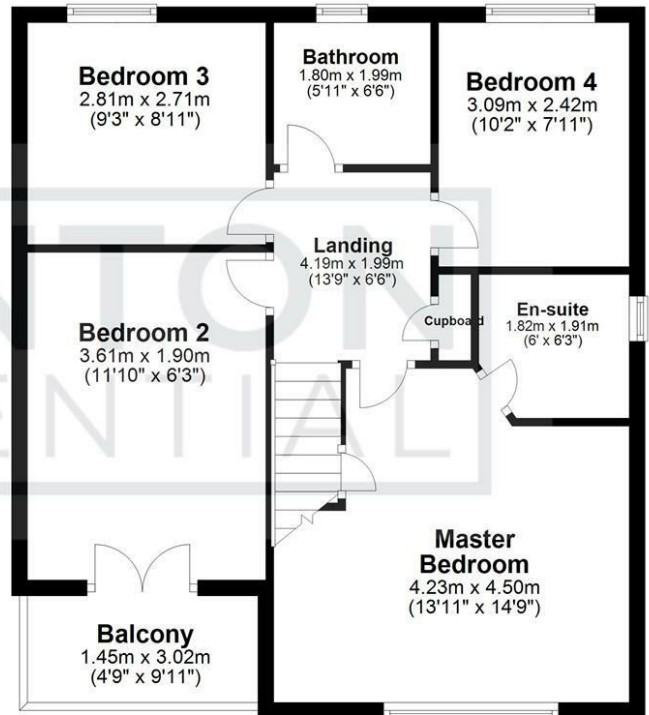 Bedroom 3
2.81m x 2.71m
(9'3" x 8'11")
Bathroom
1.80m x 1.99m
(5'11" x 6'6")
Bedroom 4
3.09m x 2.42m
(10'2" x 7'11")
Landing
4.19m x 1.99m
(13'9" x 6'6")
Cupboard
En-suite
1.82m x 1.91m
(6' x 6'3")
Bedroom 2
3.61m x 1.90m
(11'10" x 6'3")
Master
Bedroom
4.23m x 4.50m
(13'11" x 14'9")
Balcony
1.45m x 3.02m
(4'9" x 9'11")
NTON
ENTIAL